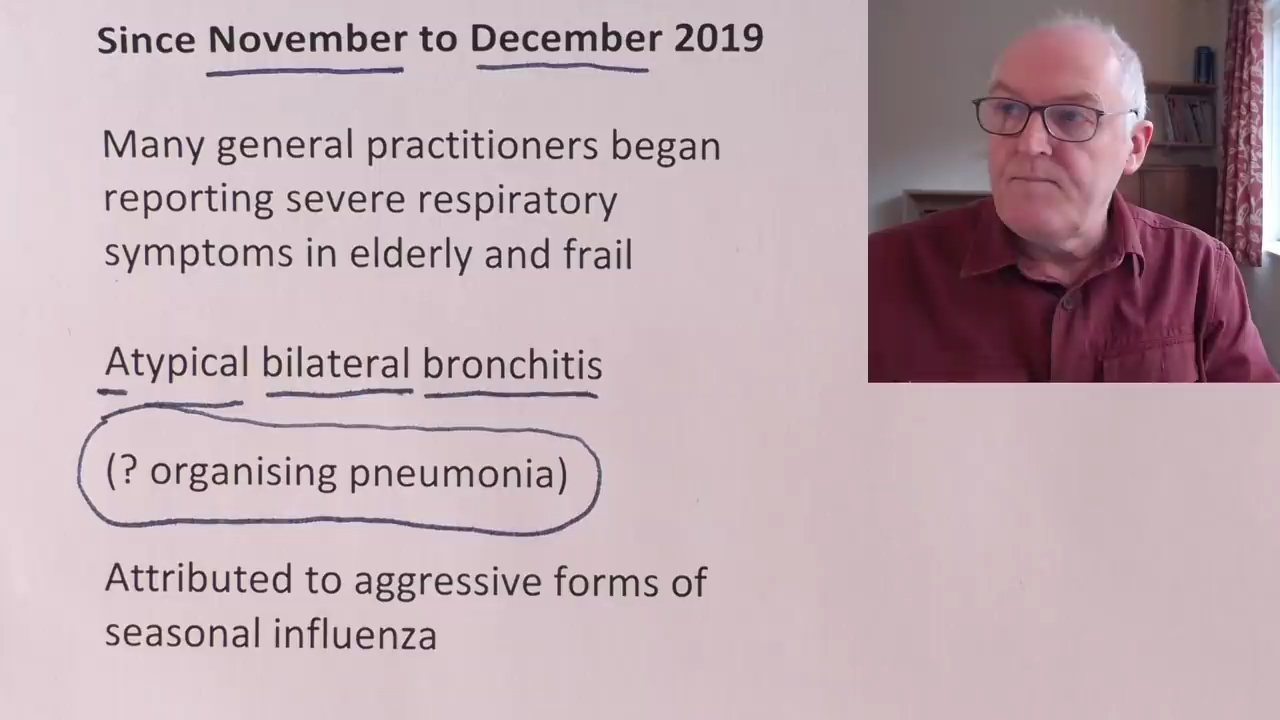 Since November to December 2019
Many general practitioners began
reporting severe respiratory
symptoms in elderly and frail
Atypical bilateral bronchitis
(? organising pneumonia)
Attributed to aggressive forms of
seasonal influenza